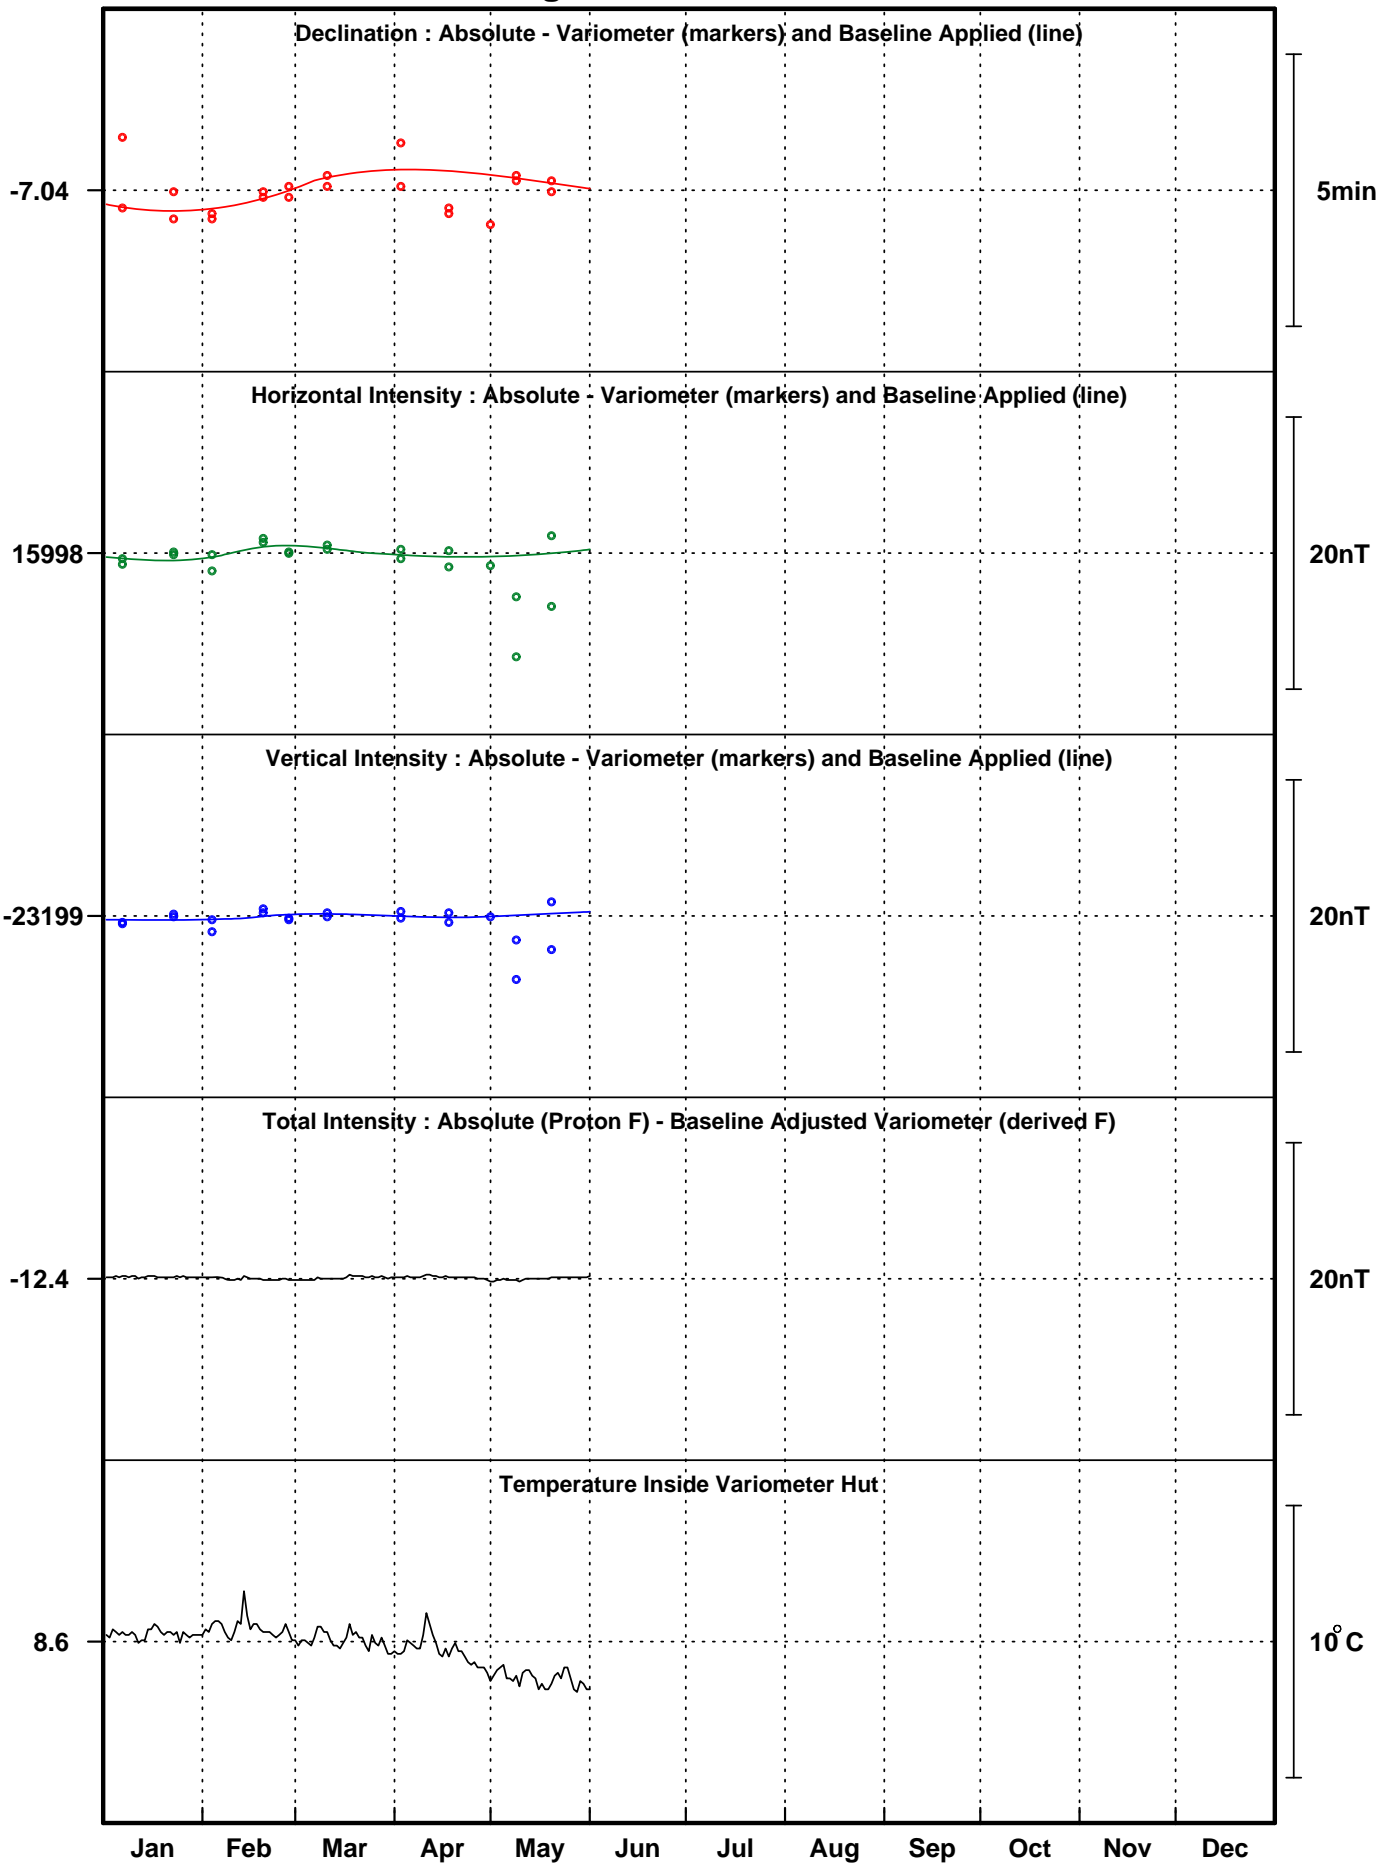 Declination : Absolute - Variometer (markers) and Baseline Applied (line)
-7.04
5min
Horizontal Intensity : Absolute - Variometer (markers) and Baseline Applied (line)
15998
20nT
Vertical Intensity : Absolute - Variometer (markers) and Baseline Applied (line)
-23199
20nT
Total Intensity : Absolute (Proton F) - Baseline Adjusted Variometer (derived F)
-12.4
20nT
Temperature Inside Variometer Hut
8.6
10° C
Jan Feb Mar Apr May Jun Jul Aug Sep Oct Nov Dec